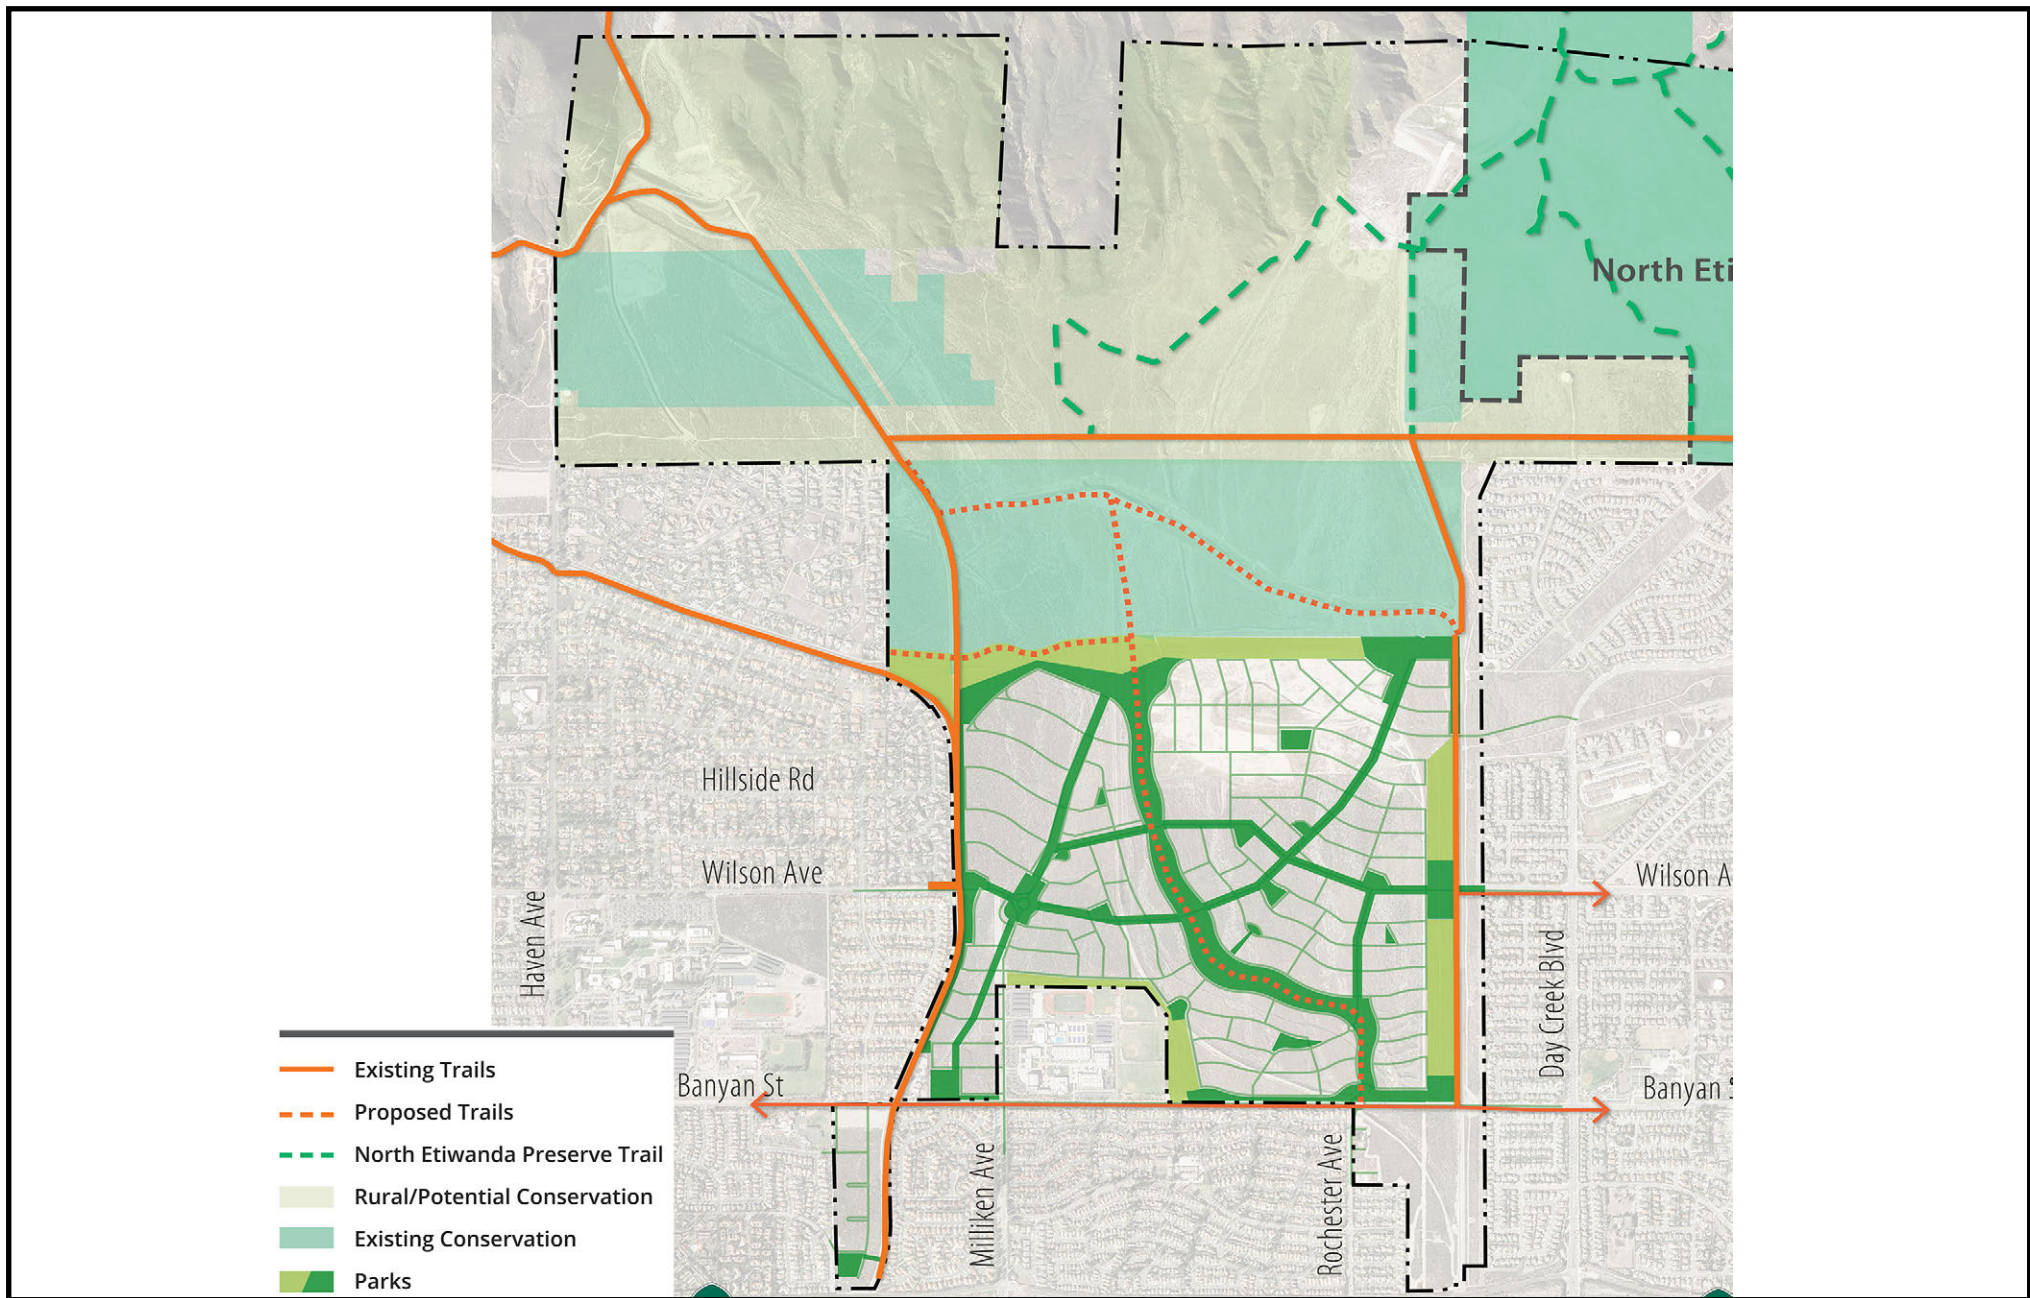 North Eti
Hillside Rd
Wilson Ave
Wilson A
Haven Ave
Day Creek Blvd
Existing Trails
Banyan St
Banyan S
Proposed Trails
North Etiwanda Preserve Trail
Milliken Ave
Rochester Ave
Rural/Potential Conservation
Existing Conservation
Parks